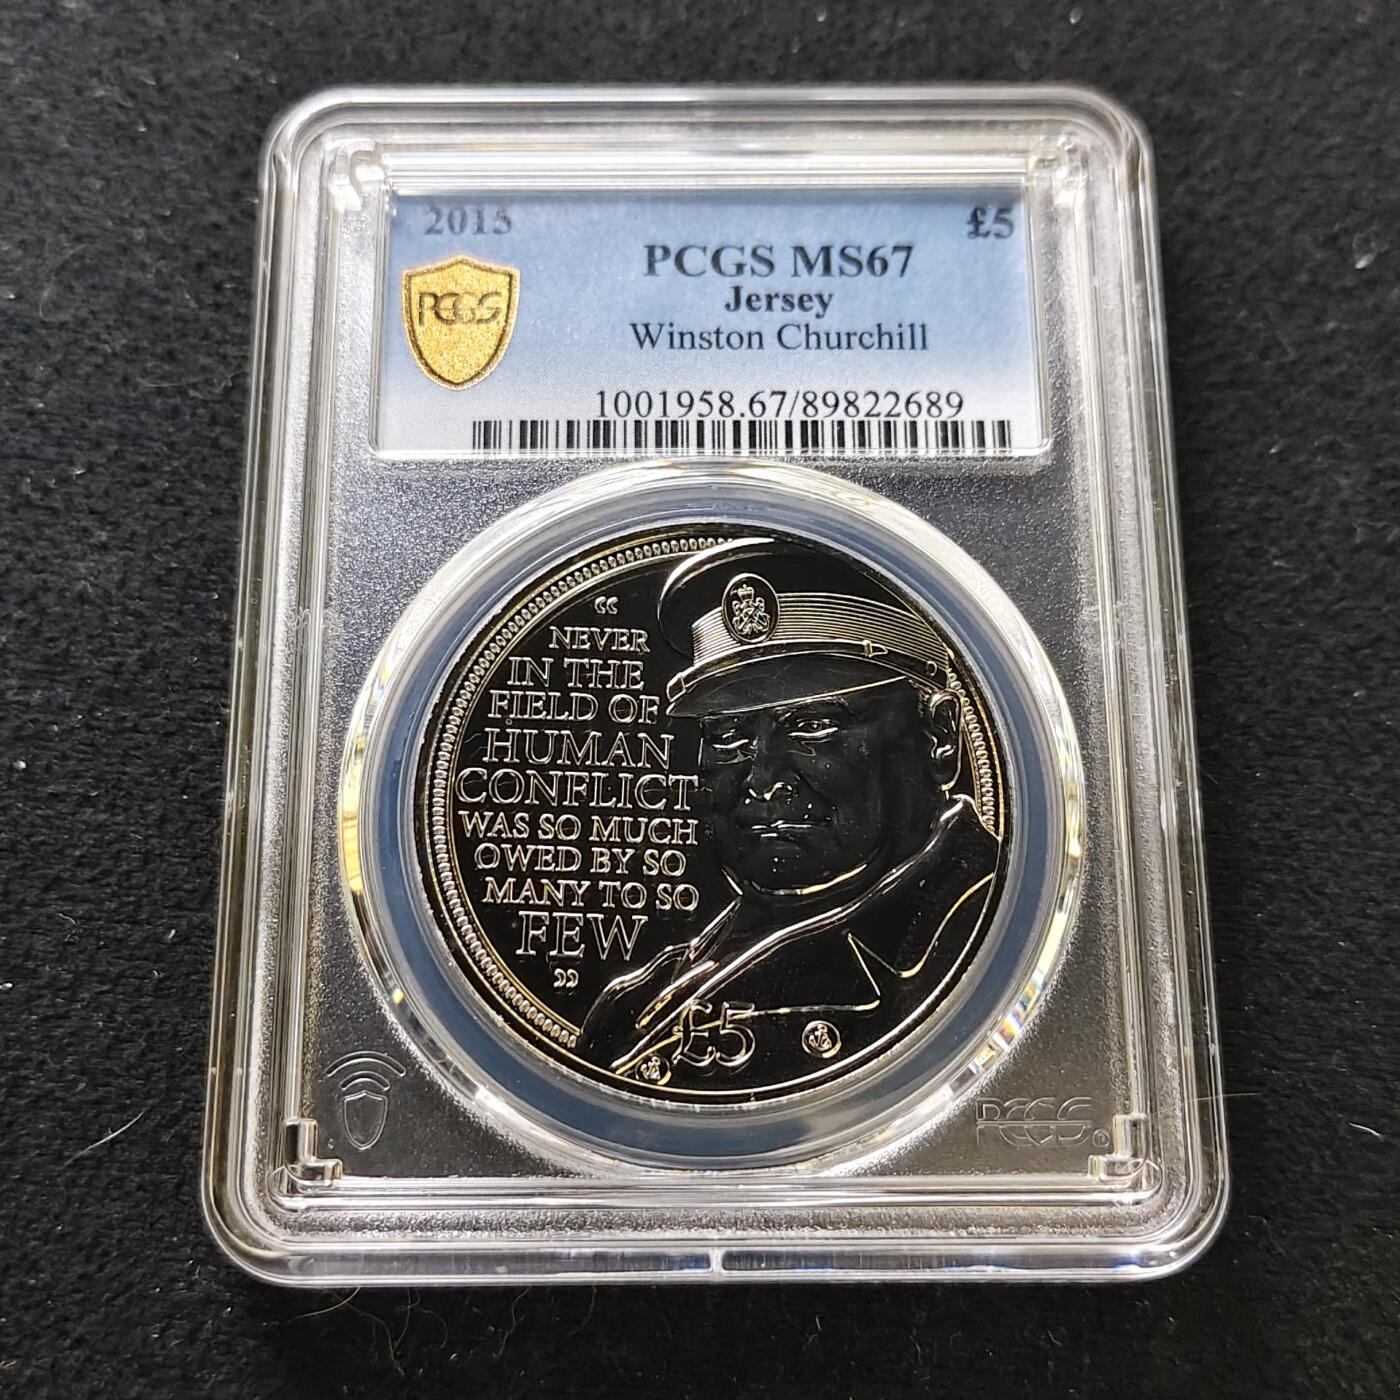 2015
£5
PCGS MS67
Jersey
Winston Churchill
PCGS
1001958.67/89822689
“
NEVER
IN THE
FIELD OF
HUMAN
CONFLICT
WAS SO MUCH
OWED BY SO
MANY TO SO
FEW
”
£5
PCGS